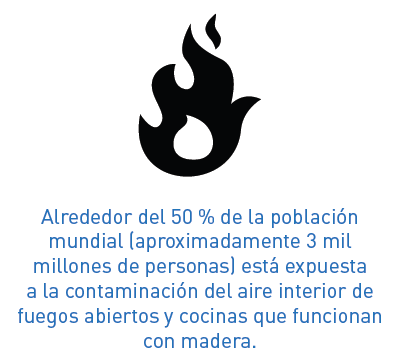 Alrededor del 50 % de la población
mundial (aproximadamente 3 mil
millones de personas) está expuesta
a la contaminación del aire interior de
fuegos abiertos y cocinas que funcionan
con madera.